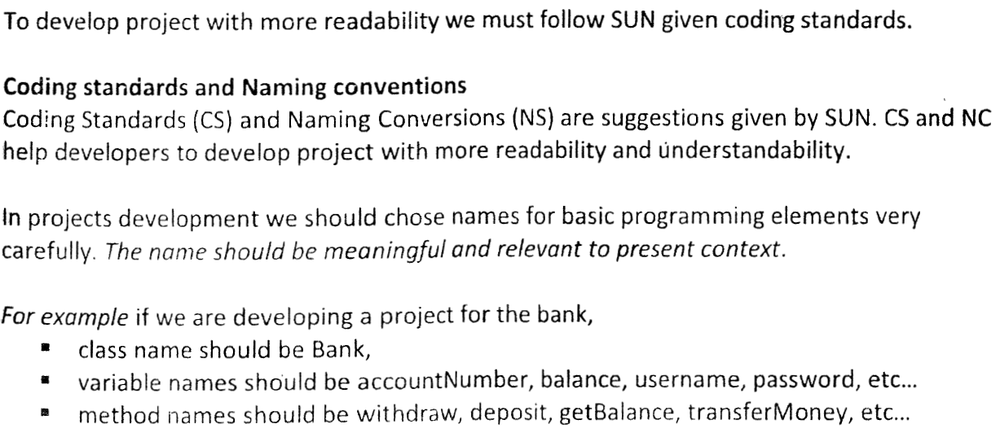 To develop project with more readability we must follow SUN given coding standards.
Coding standards and Naming conventions
Coding Standards (CS) and Naming Conversions (NS) are suggestions given by SUN. CS and NC
help developers to develop project with more readability and understandability.
In projects development we should chose names for basic programming elements very
carefully. The name should be meaningful and relevant to present context.
For example if we are developing a project for the bank,
▪ class name should be Bank,
▪ variable names should be accountNumber, balance, username, password, etc...
▪ method names should be withdraw, deposit, getBalance, transferMoney, etc...